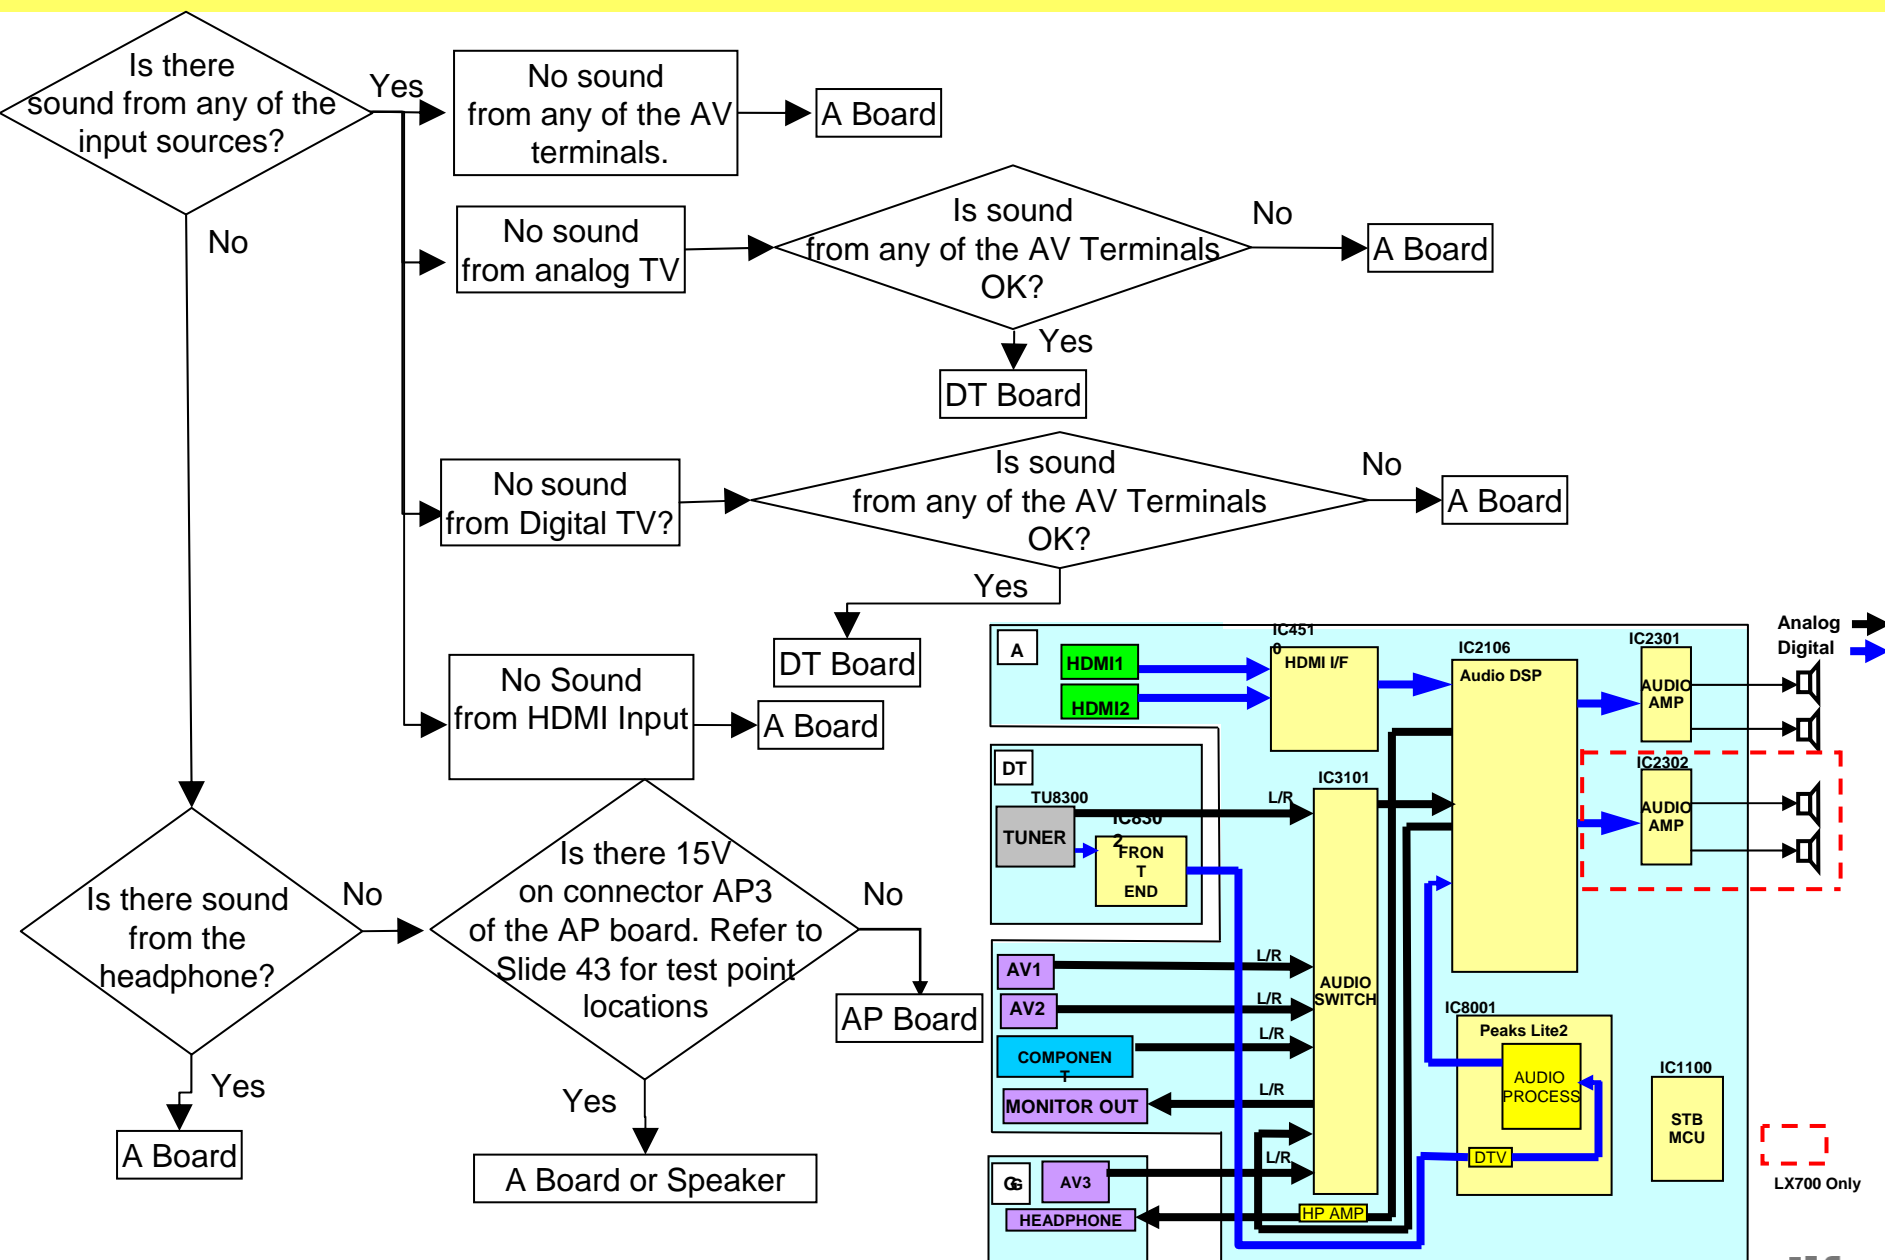 Is there
sound from any of the
input sources?
Yes
No sound
from any of the AV
terminals.
A Board
No
No sound
from analog TV
Is sound
from any of the AV Terminals
OK?
No
A Board
Yes
DT Board
No sound
from Digital TV?
Is sound
from any of the AV Terminals
OK?
No
A Board
Yes
DT Board
No Sound
from HDMI Input
A Board
Is there sound
from the
headphone?
No
Yes
A Board
Is there 15V
on connector AP3
of the AP board. Refer to
Slide 43 for test point
locations
No
AP Board
Yes
A Board or Speaker
Analog
Digital
A
HDMI1
HDMI2
IC451
0
HDMI I/F
IC2106
Audio DSP
IC2301
AUDIO
AMP
IC2302
AUDIO
AMP
DT
TU8300
TUNER
IC830
2
FRON
T
END
L/R
IC3101
AUDIO
SWITCH
AV1
L/R
AV2
L/R
COMPONEN
T
L/R
MONITOR OUT
L/R
G
AV3
L/R
HEADPHONE
HP AMP
IC8001
Peaks Lite2
AUDIO
PROCESS
DTV
IC1100
STB
MCU
LX700 Only